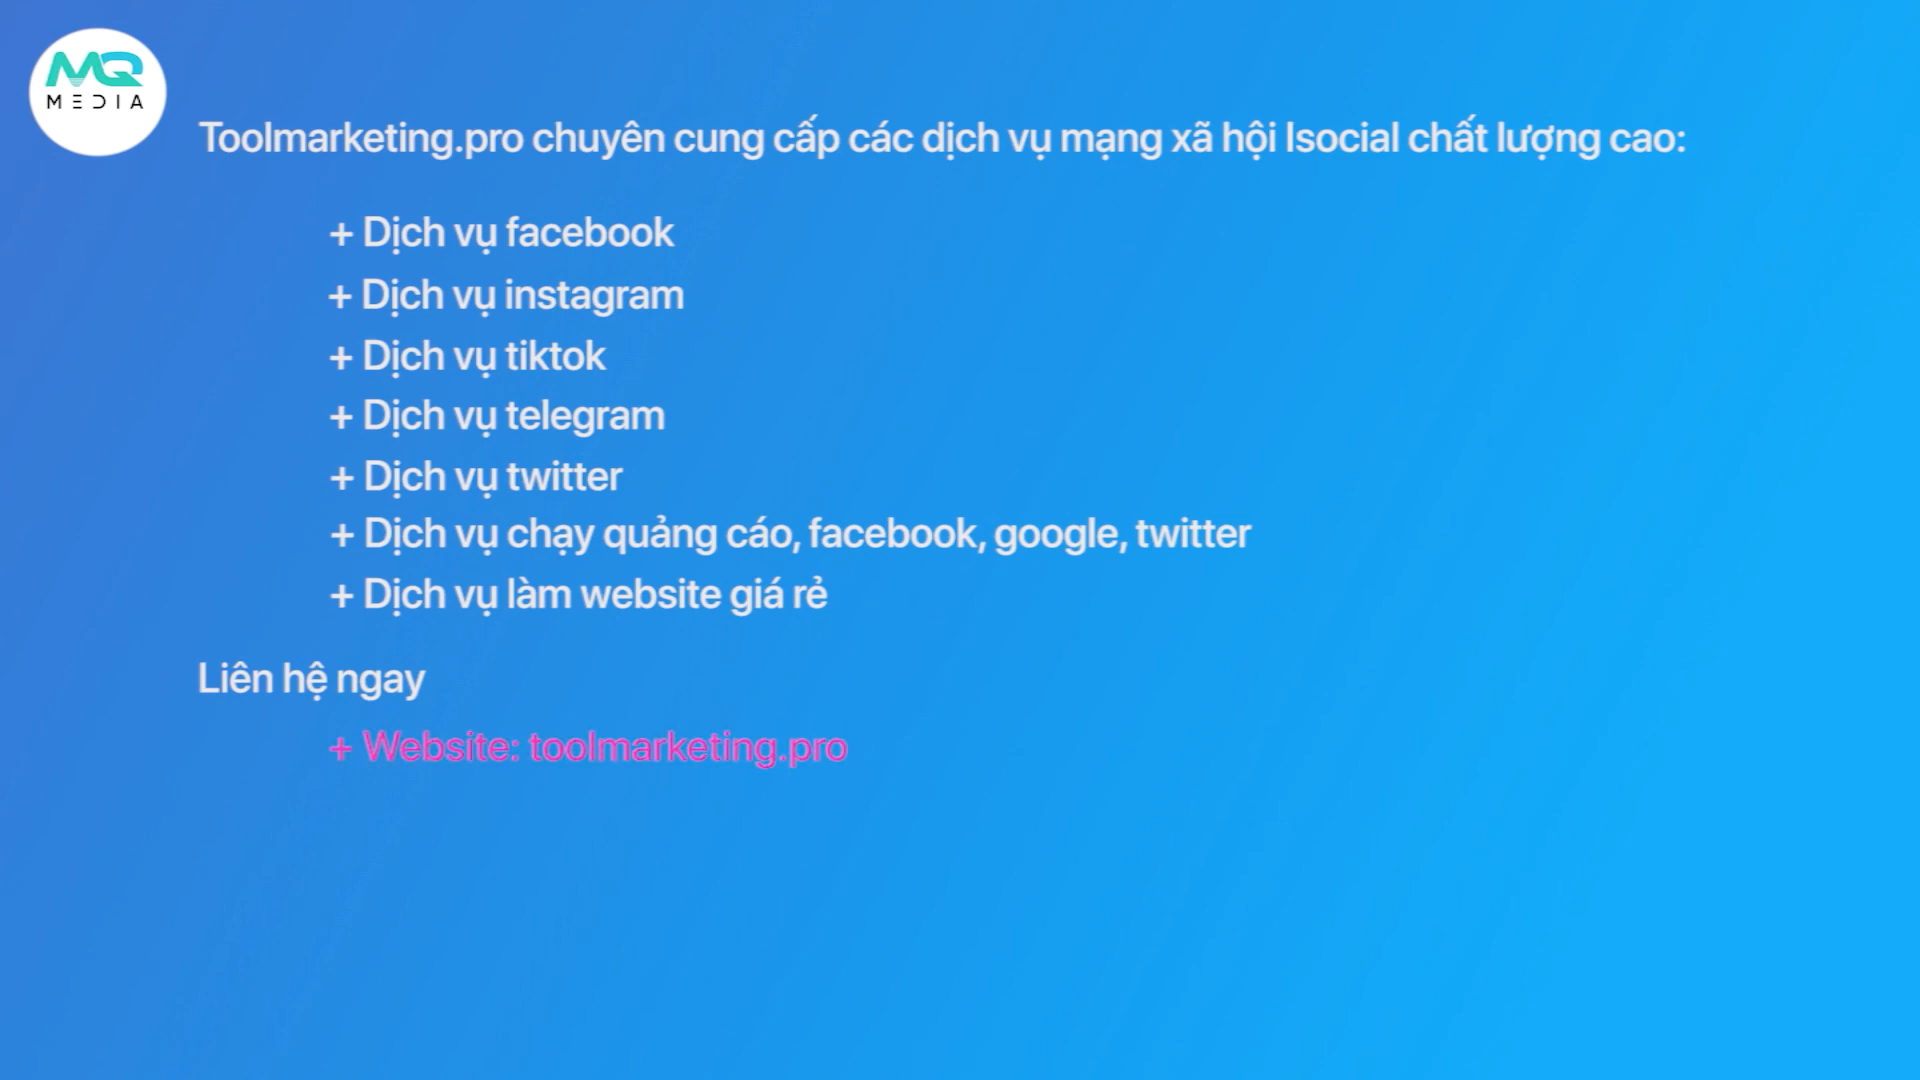 MQ
MEDIA
Toolmarketing.pro chuyên cung cấp các dịch vụ mạng xã hội Isocial chất lượng cao:
+ Dịch vụ facebook
+ Dịch vụ instagram
+ Dịch vụ tiktok
+ Dịch vụ telegram
+ Dịch vụ twitter
+ Dịch vụ chạy quảng cáo, facebook, google, twitter
+ Dịch vụ làm website giá rẻ
Liên hệ ngay
+ Website: toolmarketing.pro